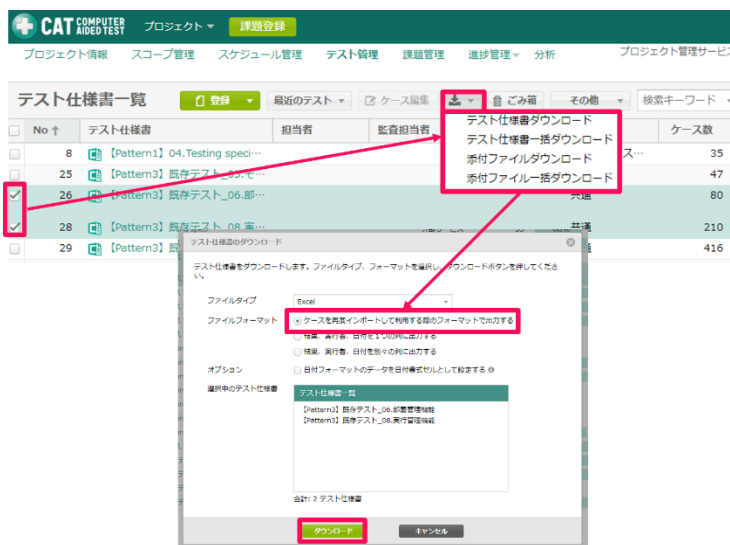 CAT COMPUTER AIDED TEST プロジェクト 課題登録
プロジェクト情報 スコープ管理 スケジュール管理 テスト管理 課題管理 進捗管理 分析 プロジェクト管理サービス
テスト仕様書一覧 登録 最近のテスト ケース編集 ごみ箱 その他 検索キーワード
No テスト仕様書 担当者 監査担当者 ケース数
テスト仕様書ダウンロード
テスト仕様書一括ダウンロード
添付ファイルダウンロード
添付ファイル一括ダウンロード
8 【Pattern1】04.Testing speci… ス… 35
25 【Pattern3】既存テスト_05.そ… 47
26 【Pattern3】既存テスト_06.部… 共通 80
28 【Pattern3】既存テスト_08.実… 共通 210
29 【Pattern3】 416
テスト仕様書のダウンロード
テスト仕様書をダウンロードします。ファイルタイプ、フォーマットを選択し、ダウンロードボタンを押してくださ
い。
ファイルタイプ Excel
ファイルフォーマット ケースを再度インポートして利用する際のフォーマットで出力する
結果、実行者、日付を1つの列に出力する
結果、実行者、日付を別々の列に出力する
オプション 日付フォーマットのデータを日付書式セルとして設定する
選択中のテスト仕様書 テスト仕様書一覧
【Pattern3】既存テスト_06.部署管理機能
【Pattern3】既存テスト_08.実行管理機能
合計: 2 テスト仕様書
ダウンロード キャンセル